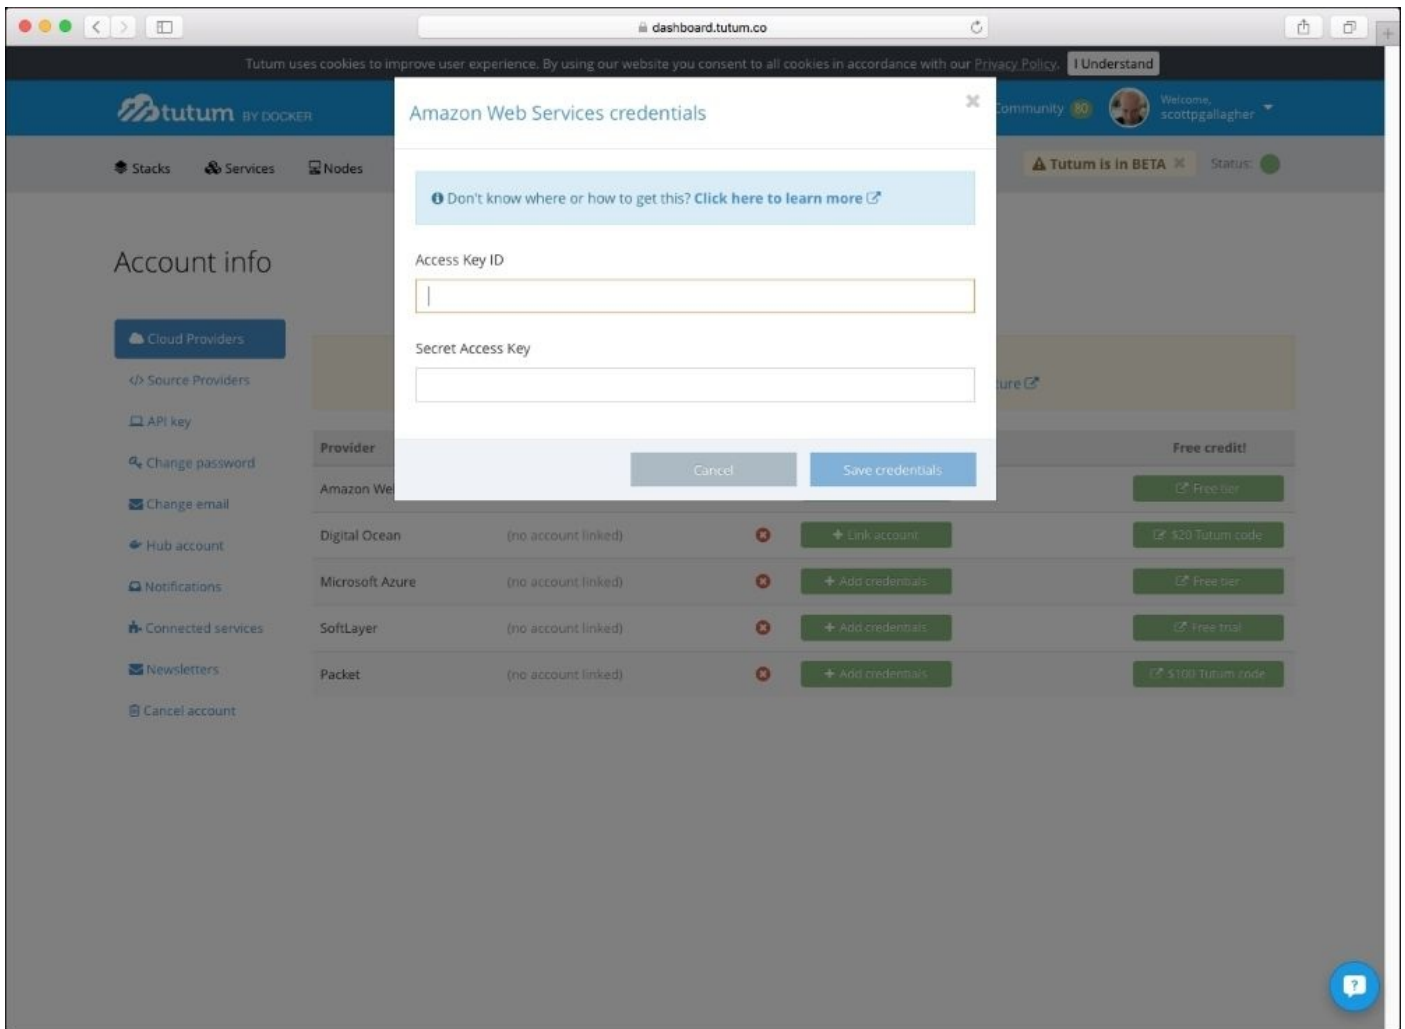 dashboard.tutum.co
Tutum uses cookies to improve user experience. By using our website you consent to all cookies in accordance with our Privacy Policy. I Understand
tutum BY DOCKER
Community 80
Welcome,
scottpgallagher
Stacks Services Nodes
Tutum is in BETA
Status:
Amazon Web Services credentials
Don't know where or how to get this? Click here to learn more
Access Key ID
Secret Access Key
Cancel Save credentials
Account info
Cloud Providers
Source Providers
API key
Change password
Change email
Hub account
Notifications
Connected services
Newsletters
Cancel account
Provider Free credit!
Amazon We Free tier
Digital Ocean (no account linked) Link account $20 Tutum code
Microsoft Azure (no account linked) Add credentials Free tier
SoftLayer (no account linked) Add credentials Free trial
Packet (no account linked) Add credentials $100 Tutum code